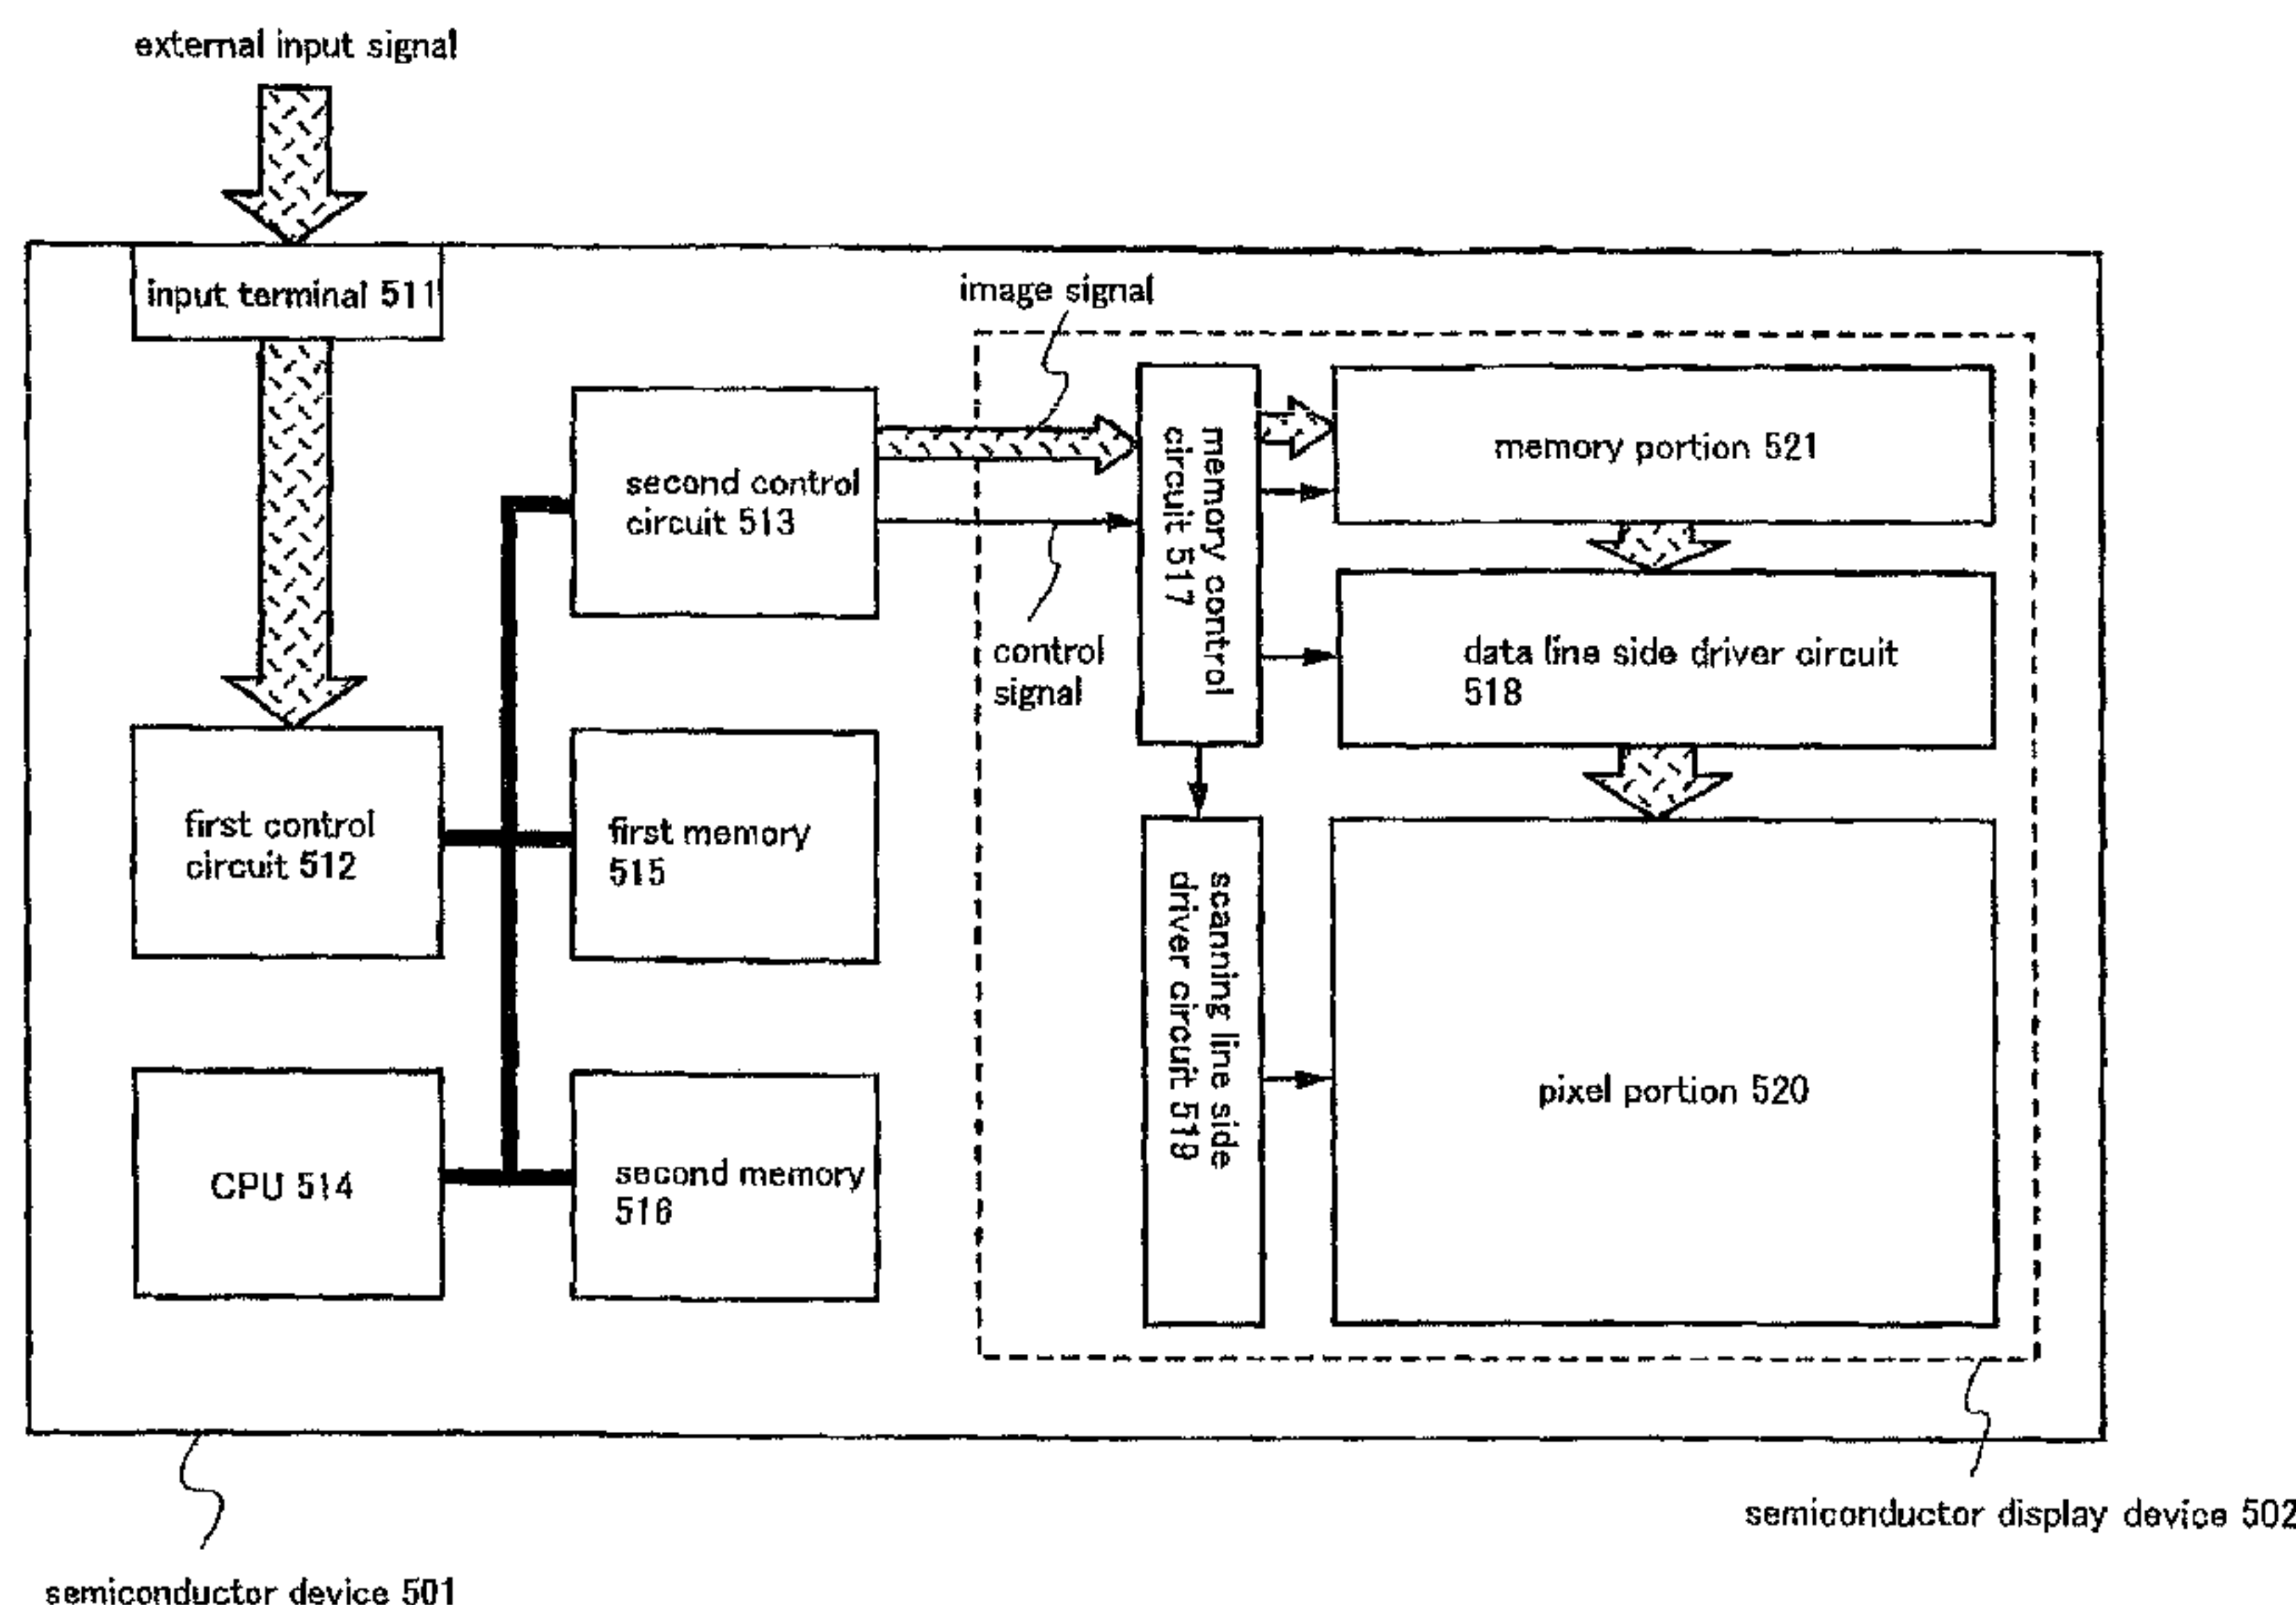 external input signal
input terminal 511
image signal
memory control
circuit 517
memory portion 521
second control
circuit 513
control
signal
data line side driver circuit
518
first control
circuit 512
first memory
515
scanning line side
driver circuit 519
pixel portion 520
CPU 514
second memory
516
semiconductor display device 502
semiconductor device 501